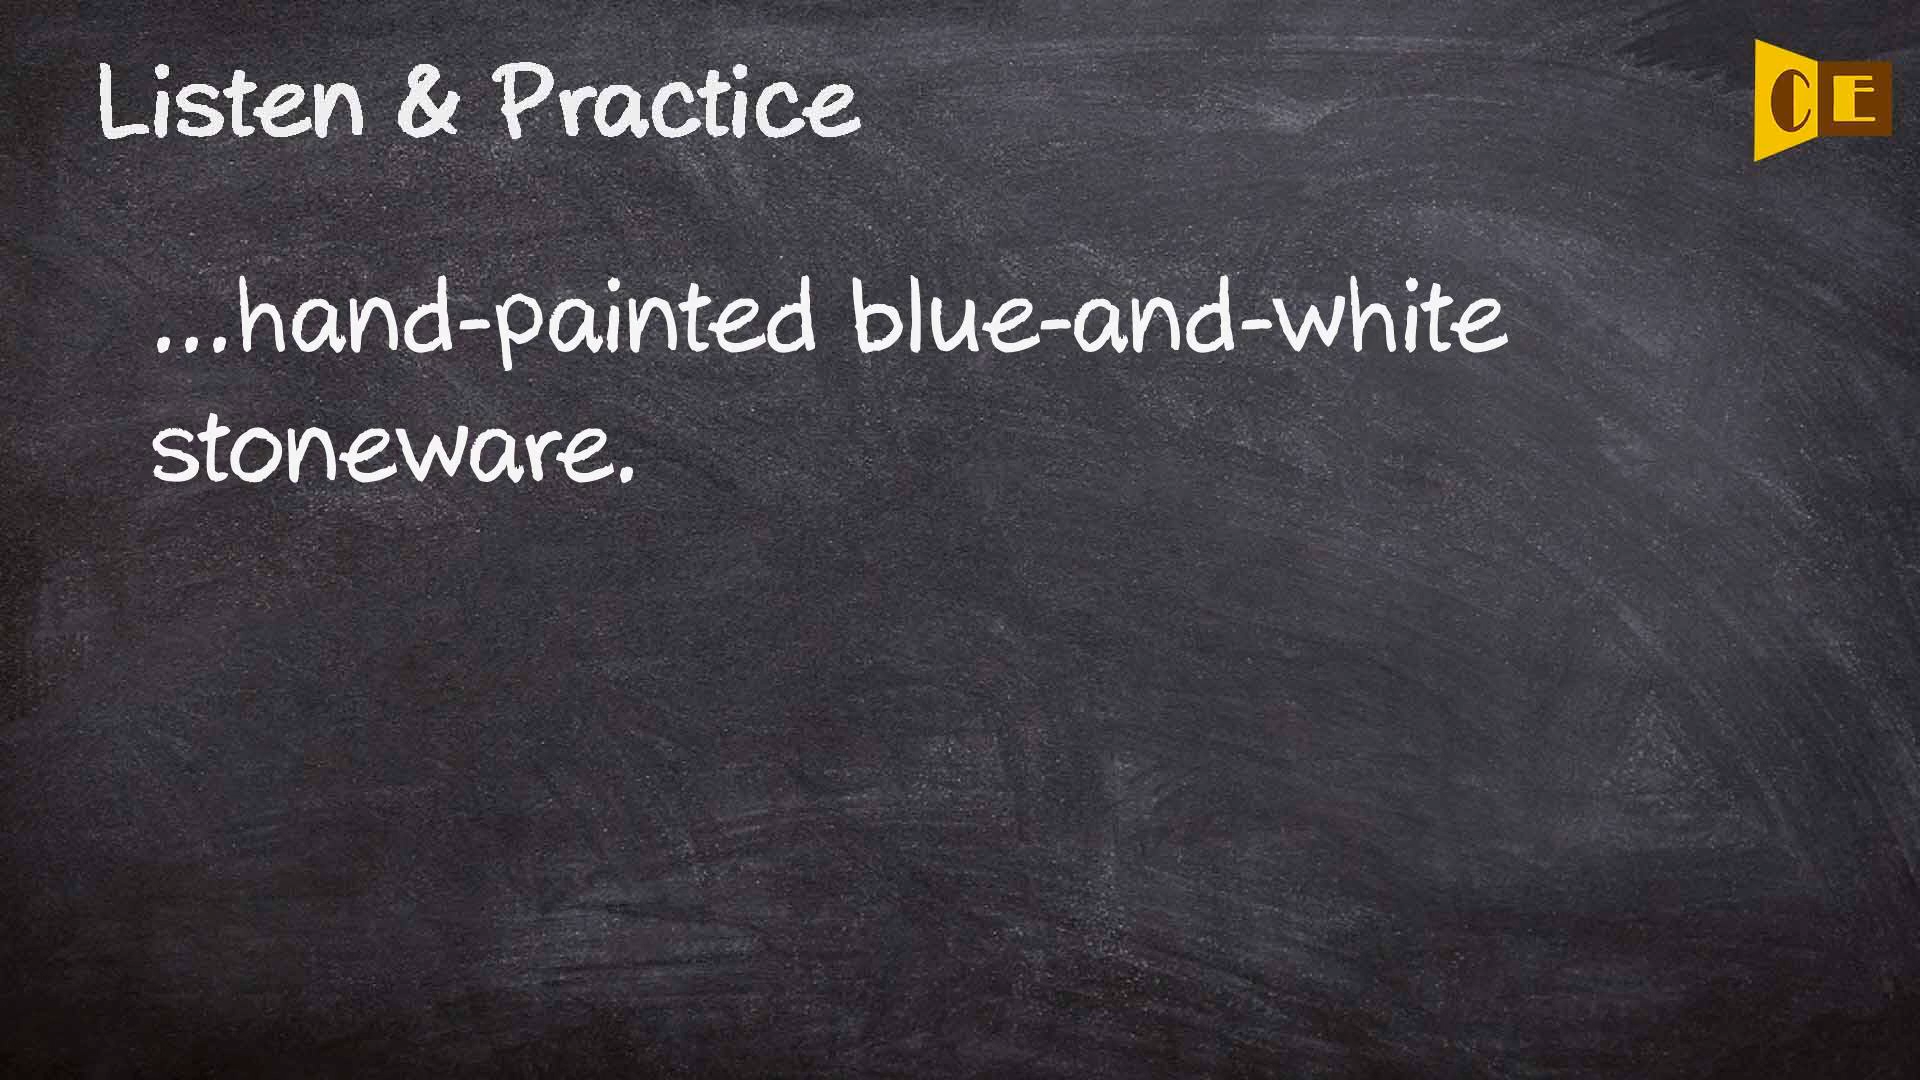 Listen & Practice
CE
...hand-painted blue-and-white
stoneware.